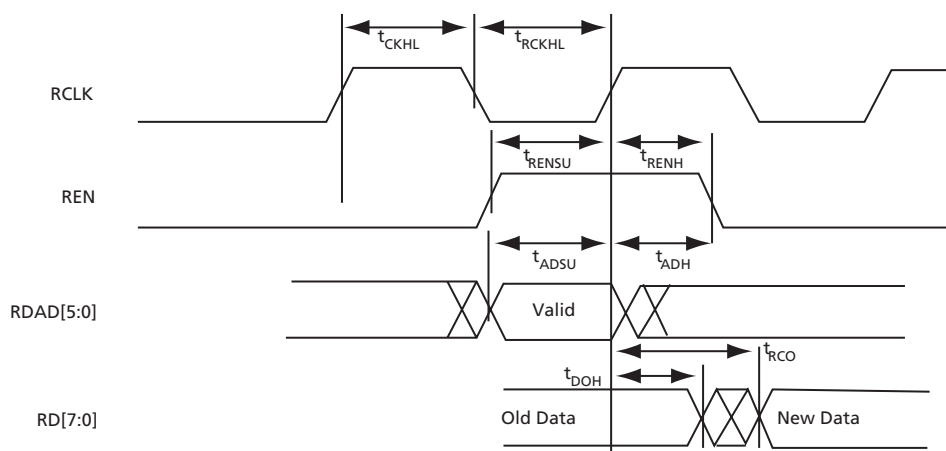 tCKHL
tRCKHL
RCLK
tRENSU
tRENH
REN
tADSU
tADH
RDAD[5:0]
Valid
tRCO
tDOH
RD[7:0]
Old Data
New Data